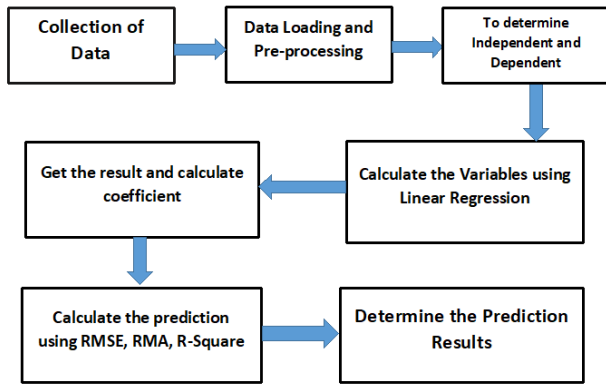 Collection of
Data
Data Loading and
Pre-processing
To determine
Independent and
Dependent
Calculate the Variables using
Linear Regression
Get the result and calculate
coefficient
Calculate the prediction
using RMSE, RMA, R-Square
Determine the Prediction
Results